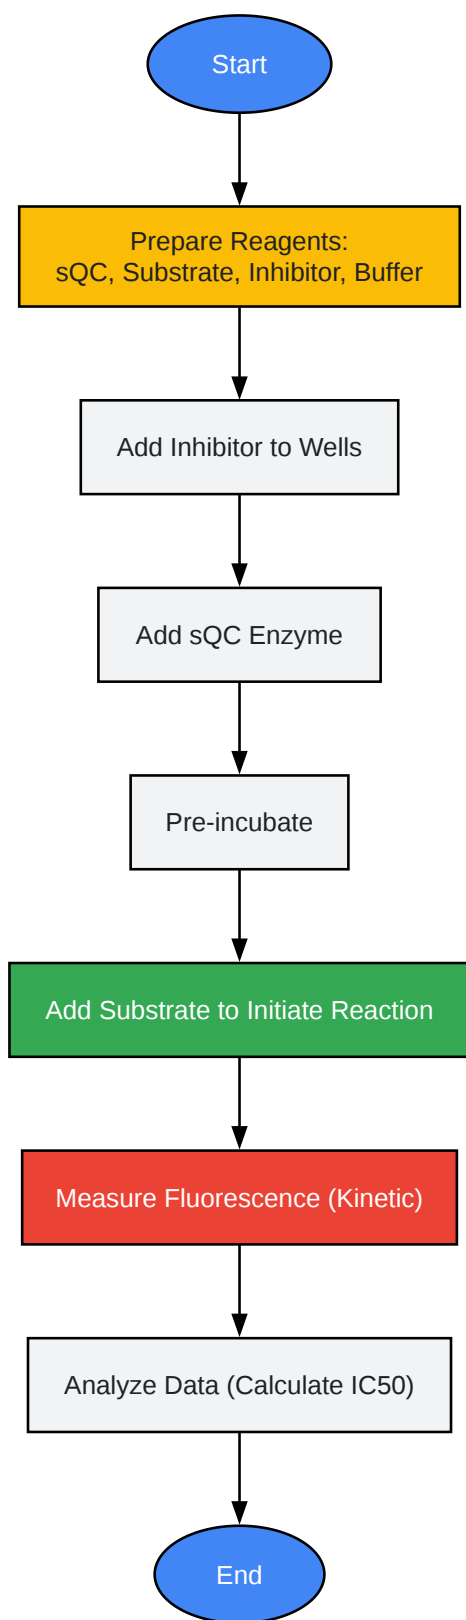 Start
Prepare Reagents:
sQC, Substrate, Inhibitor, Buffer
Add Inhibitor to Wells
Add sQC Enzyme
Pre-incubate
Add Substrate to Initiate Reaction
Measure Fluorescence (Kinetic)
Analyze Data (Calculate IC50)
End